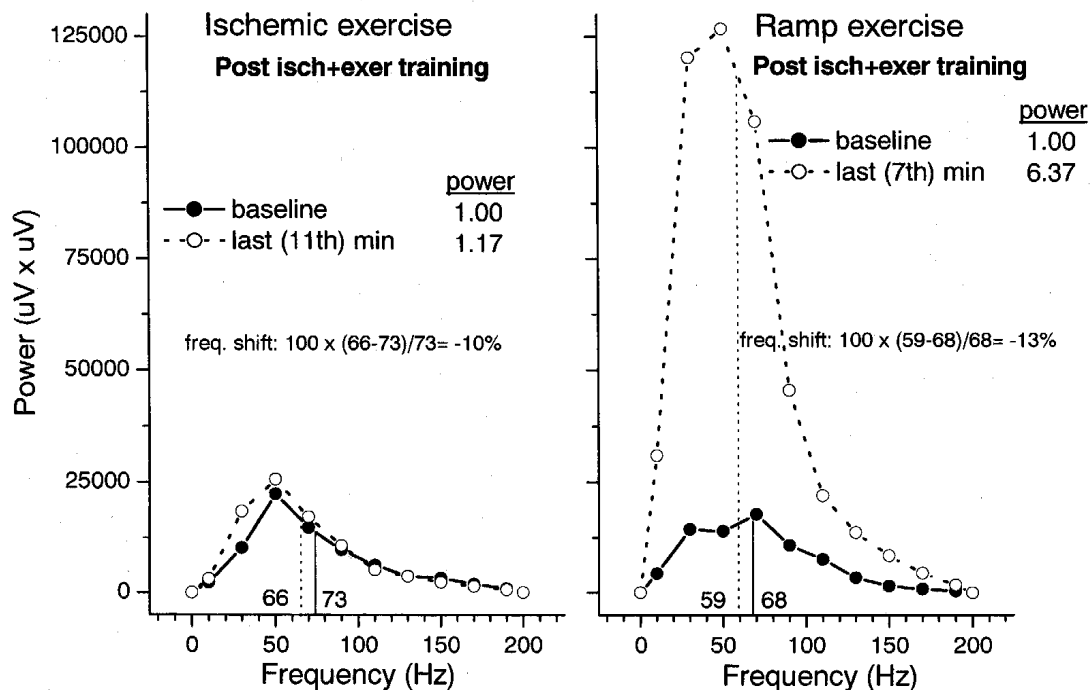 Ischemic exercise
Post isch+exer training
power
baseline 1.00
last (11th) min 1.17
freq. shift: 100 x (66-73)/73= -10%
66 73
Power (uV x uV)
125000
100000
75000
50000
25000
0
0 50 100 150 200
Frequency (Hz)
Ramp exercise
Post isch+exer training
power
baseline 1.00
last (7th) min 6.37
freq. shift: 100 x (59-68)/68= -13%
59 68
0 50 100 150 200
Frequency (Hz)